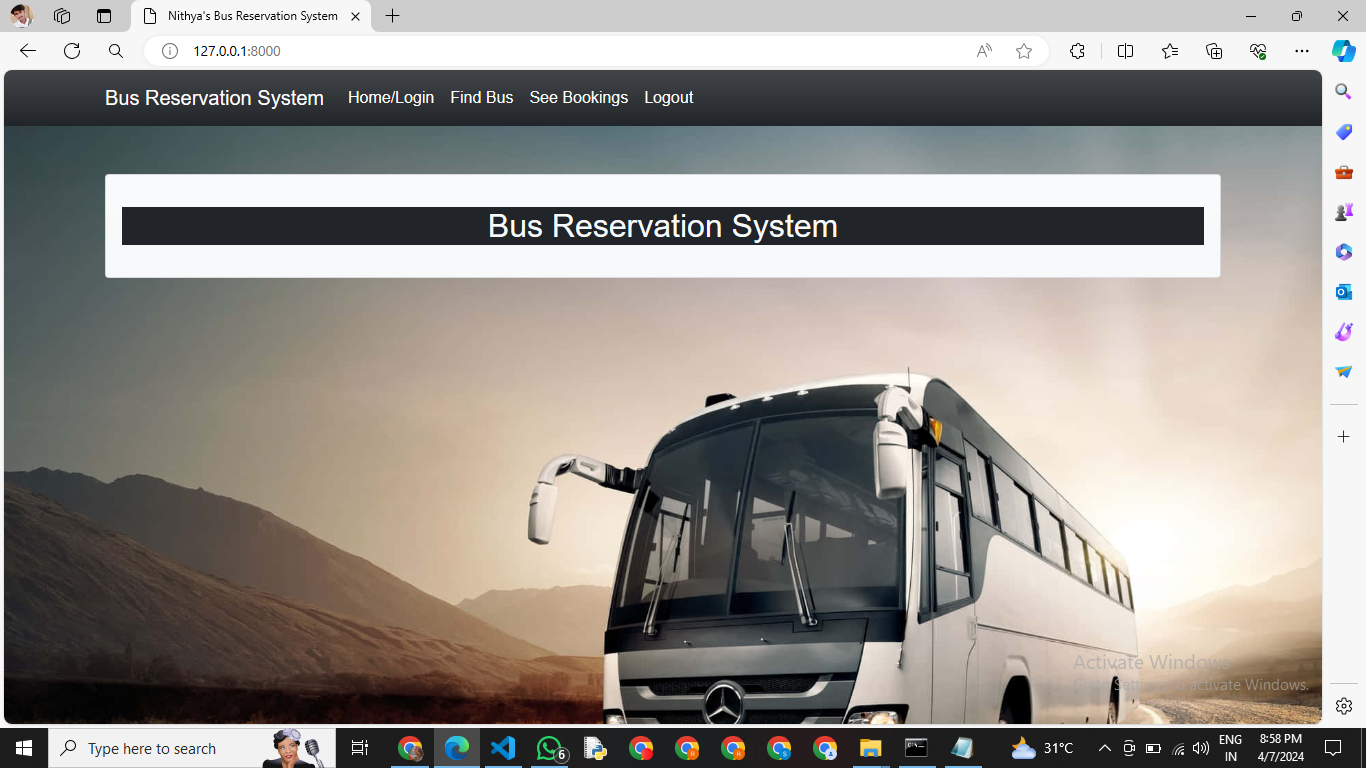 Nithya's Bus Reservation System
127.0.0.1:8000
Bus Reservation System Home/Login Find Bus See Bookings Logout
Bus Reservation System
Activate Windows
Go to Settings to activate Windows.
Type here to search
6
31°C
ENG
IN
8:58 PM
4/7/2024